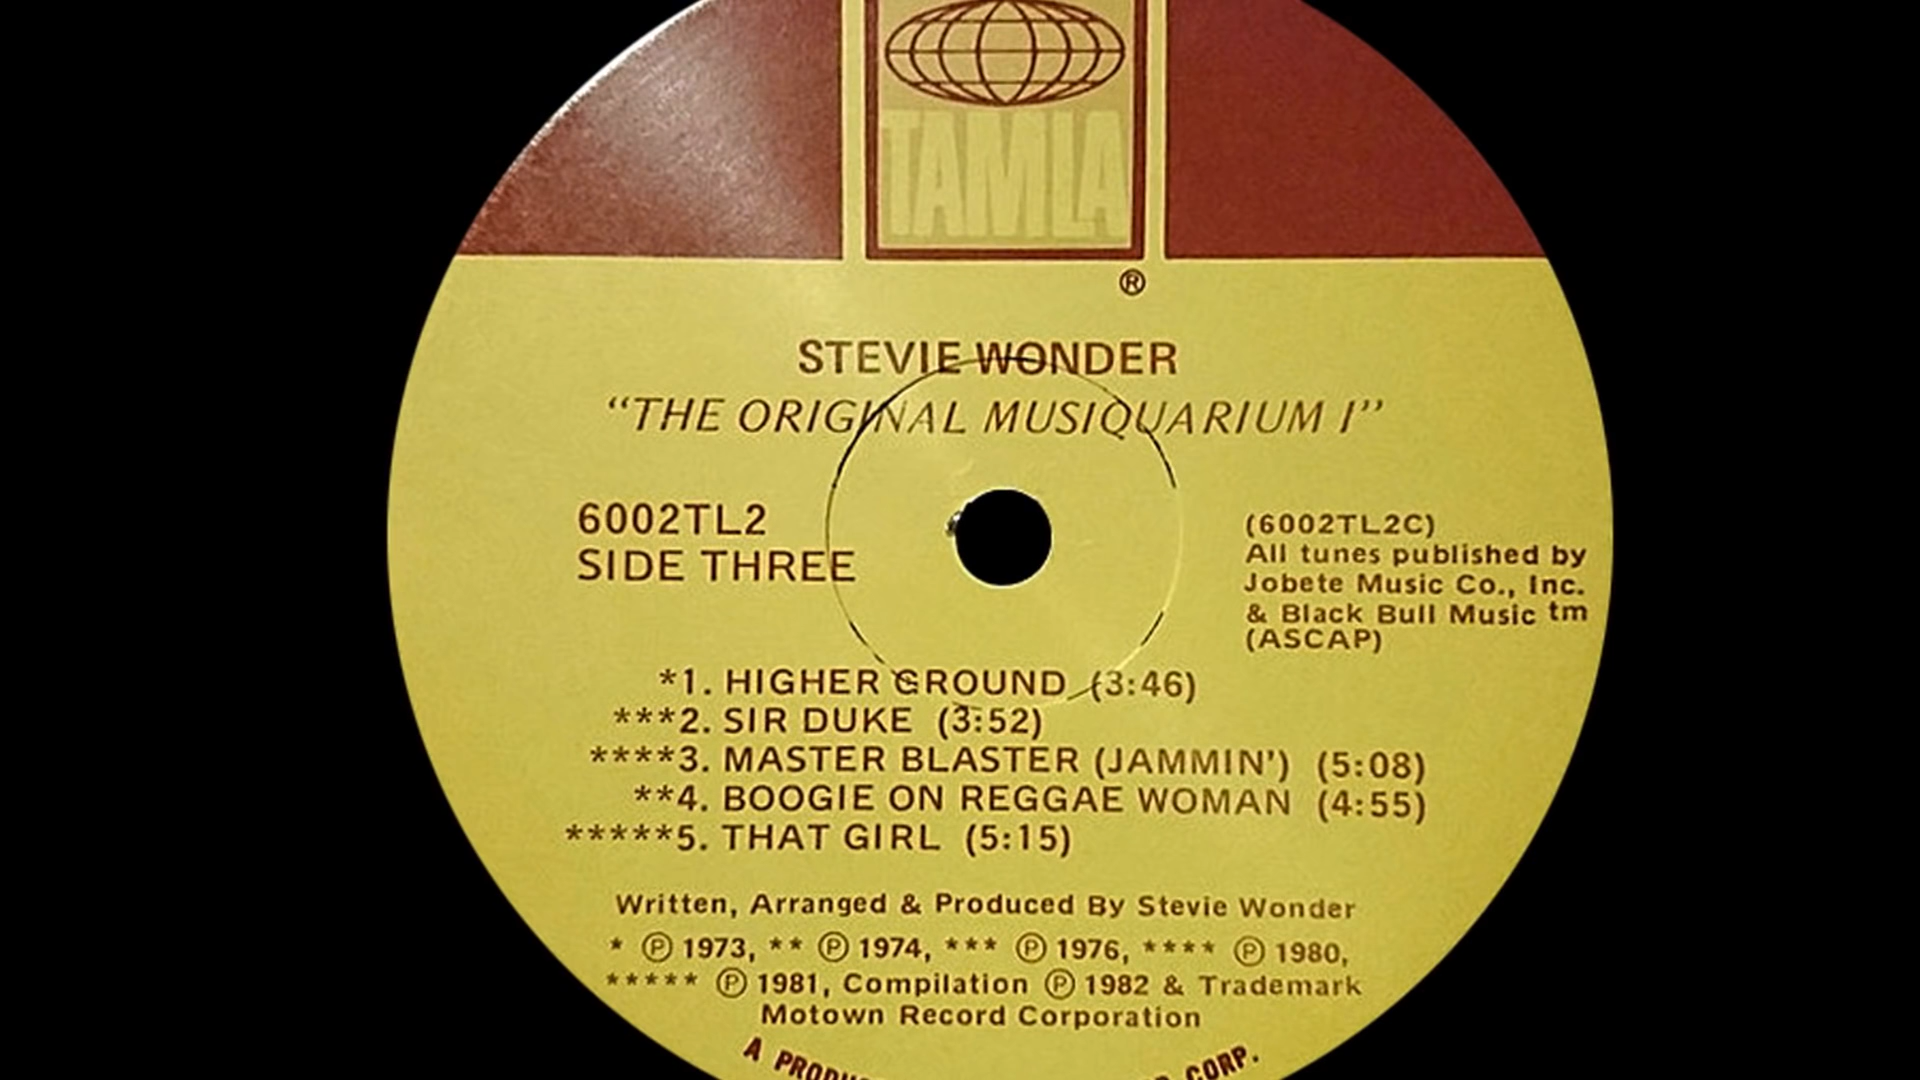 TAMLA
®
STEVIE WONDER
“THE ORIGINAL MUSIQUARIUM I”
6002TL2
SIDE THREE
(6002TL2C)
All tunes published by
Jobete Music Co., Inc.
& Black Bull Music tm
(ASCAP)
*1. HIGHER GROUND (3:46)
***2. SIR DUKE (3:52)
****3. MASTER BLASTER (JAMMIN’) (5:08)
**4. BOOGIE ON REGGAE WOMAN (4:55)
*****5. THAT GIRL (5:15)
Written, Arranged & Produced By Stevie Wonder
* ℗ 1973, ** ℗ 1974, *** ℗ 1976, **** ℗ 1980,
***** ℗ 1981, Compilation ℗ 1982 & Trademark
Motown Record Corporation
A CORP.